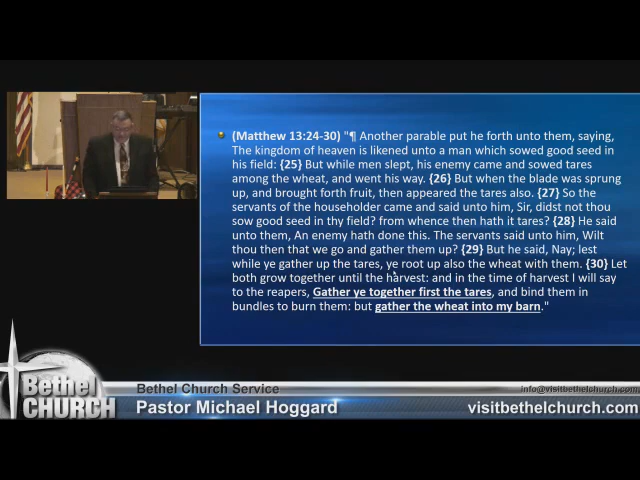 (Matthew 13:24-30) "¶ Another parable put he forth unto them, saying,
The kingdom of heaven is likened unto a man which sowed good seed in
his field: {25} But while men slept, his enemy came and sowed tares
among the wheat, and went his way. {26} But when the blade was sprung
up, and brought forth fruit, then appeared the tares also. {27} So the
servants of the householder came and said unto him, Sir, didst not thou
sow good seed in thy field? from whence then hath it tares? {28} He said
unto them, An enemy hath done this. The servants said unto him, Wilt
thou then that we go and gather them up? {29} But he said, Nay; lest
while ye gather up the tares, ye root up also the wheat with them. {30} Let
both grow together until the harvest: and in the time of harvest I will say
to the reapers, Gather ye together first the tares, and bind them in
bundles to burn them: but gather the wheat into my barn."
Bethel
CHURCH
Bethel Church Service
info@visitbethelchurch.com
Pastor Michael Hoggard
visitbethelchurch.com